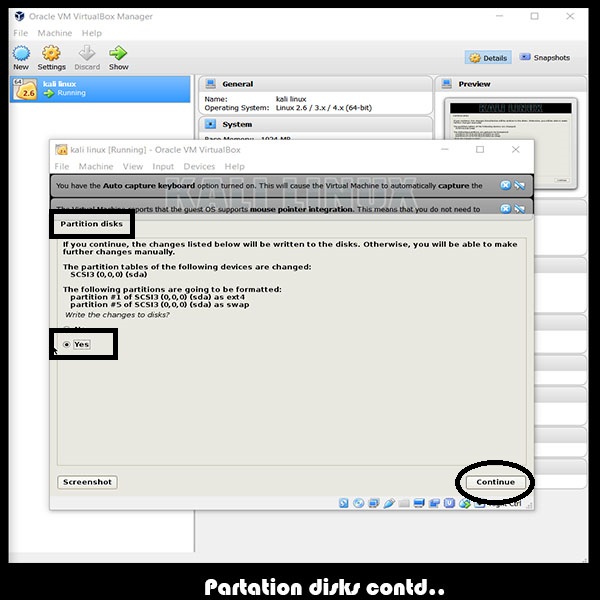 Oracle VM VirtualBox Manager
File Machine Help
New Settings Discard Show
Details Snapshots
64
2.6
kali linux
Running
General
Name: kali linux
Operating System: Linux 2.6 / 3.x / 4.x (64-bit)
System
Preview
KALI LINUX
kali linux [Running] - Oracle VM VirtualBox
File Machine View Input Devices Help
You have the Auto capture keyboard option turned on. This will cause the Virtual Machine to automatically capture the
The Virtual Machine reports that the guest OS supports mouse pointer integration. This means that you do not need to
KALI LINUX
Partition disks
If you continue, the changes listed below will be written to the disks. Otherwise, you will be able to make
further changes manually.
The partition tables of the following devices are changed:
SCSI3 (0,0,0) (sda)
The following partitions are going to be formatted:
partition #1 of SCSI3 (0,0,0) (sda) as ext4
partition #5 of SCSI3 (0,0,0) (sda) as swap
Write the changes to disks?
Yes
Screenshot
Continue
Ctrl
Partation disks contd..